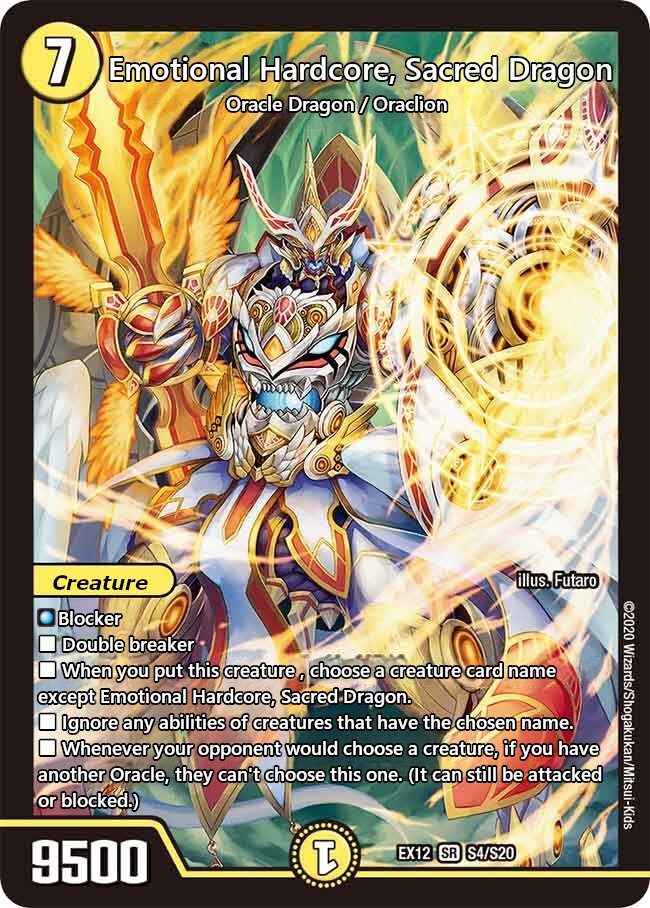 7
Emotional Hardcore, Sacred Dragon
Oracle Dragon / Oraclion
Creature
illus. Futaro
Blocker
Double breaker
When you put this creature , choose a creature card name
except Emotional Hardcore, Sacred Dragon.
Ignore any abilities of creatures that have the chosen name.
Whenever your opponent would choose a creature, if you have
another Oracle, they can't choose this one. (It can still be attacked
or blocked.)
©2020 Wizards/Shogakukan/Mitsui-Kids
9500
1
EX12 SR S4/S20